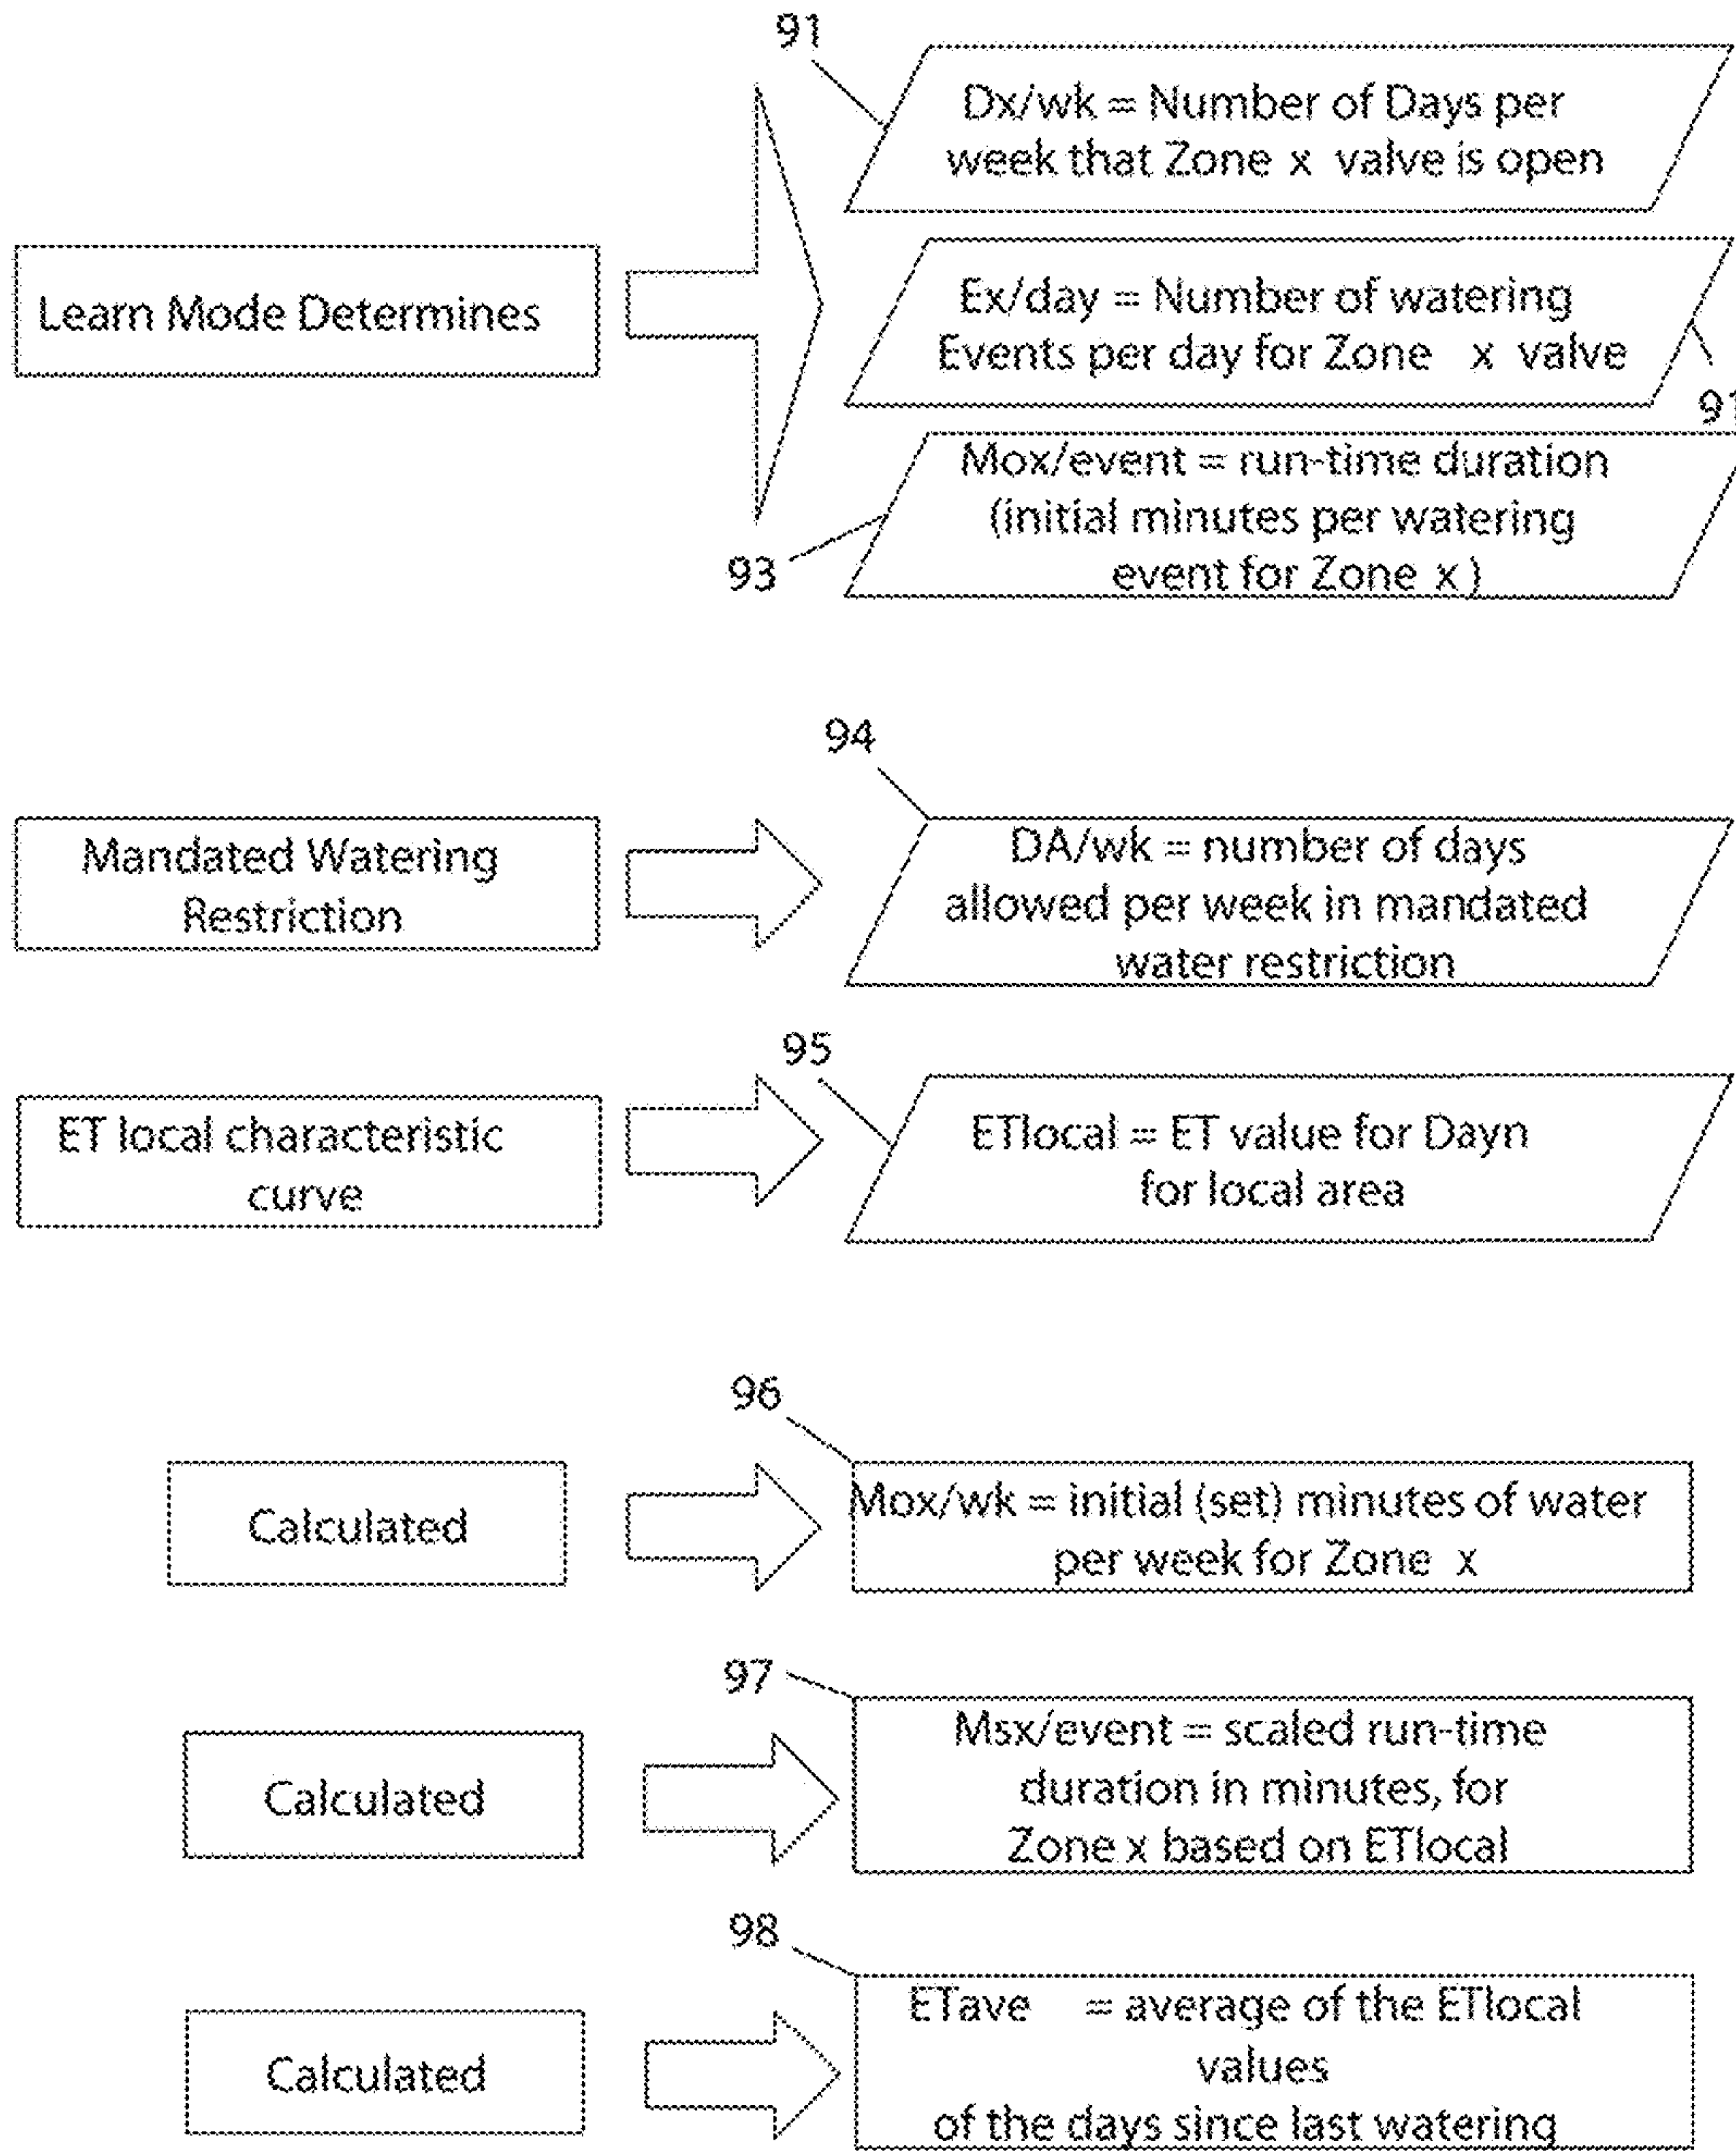 91
Dx/wk = Number of Days per
week that Zone x valve is open
Learn Mode Determines
Ex/day = Number of watering
Events per day for Zone x valve
91
Mox/event = run-time duration
(initial minutes per watering
event for Zone x )
93
94
Mandated Watering
Restriction
DA/wk = number of days
allowed per week in mandated
water restriction
95
ET local characteristic
curve
ETlocal = ET value for Dayn
for local area
96
Calculated
Mox/wk = initial (set) minutes of water
per week for Zone x
97
Calculated
Msx/event = scaled run-time
duration in minutes, for
Zone x based on ETlocal
98
Calculated
ETave = average of the ETlocal
values
of the days since last watering